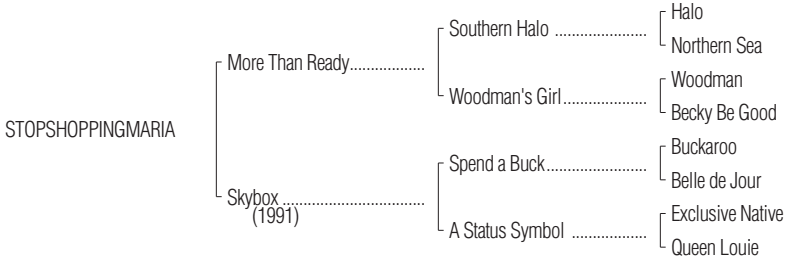 Halo
Southern Halo ......................
Northern Sea
More Than Ready..................
Woodman
Woodman's Girl....................
Becky Be Good
STOPSHOPPINGMARIA
Buckaroo
Spend a Buck........................
Belle de Jour
Skybox ..................................
(1991)
Exclusive Native
A Status Symbol ..................
Queen Louie